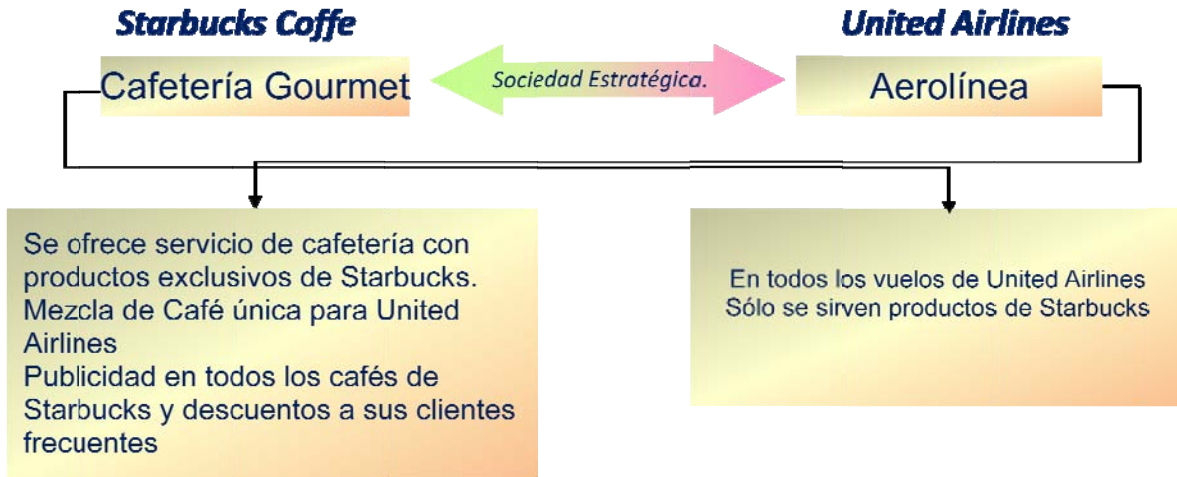 Starbucks Coffe
United Airlines
Cafetería Gourmet
Sociedad Estratégica.
Aerolínea
Se ofrece servicio de cafetería con
productos exclusivos de Starbucks.
Mezcla de Café única para United
Airlines
Publicidad en todos los cafés de
Starbucks y descuentos a sus clientes
frecuentes
En todos los vuelos de United Airlines
Sólo se sirven productos de Starbucks